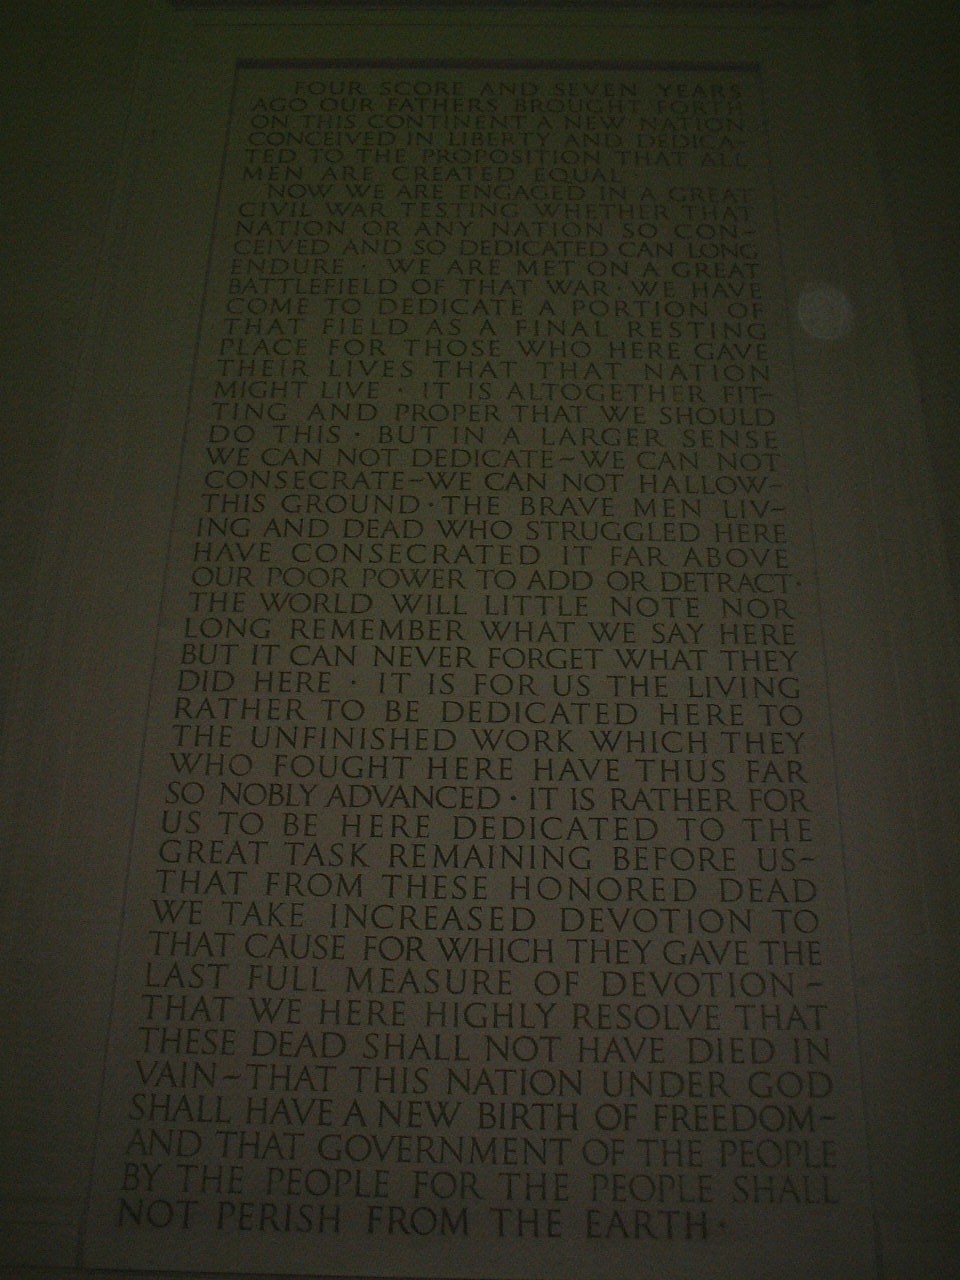 FOUR SCORE AND SEVEN YEARS
AGO OUR FATHERS BROUGHT FORTH
ON THIS CONTINENT A NEW NATION
CONCEIVED IN LIBERTY AND DEDICA-
TED TO THE PROPOSITION THAT ALL
MEN ARE CREATED EQUAL
NOW WE ARE ENGAGED IN A GREAT
CIVIL WAR TESTING WHETHER THAT
NATION OR ANY NATION SO CON-
CEIVED AND SO DEDICATED CAN LONG
ENDURE · WE ARE MET ON A GREAT
BATTLEFIELD OF THAT WAR · WE HAVE
COME TO DEDICATE A PORTION OF
THAT FIELD AS A FINAL RESTING
PLACE FOR THOSE WHO HERE GAVE
THEIR LIVES THAT THAT NATION
MIGHT LIVE · IT IS ALTOGETHER FIT-
TING AND PROPER THAT WE SHOULD
DO THIS · BUT IN A LARGER SENSE
WE CAN NOT DEDICATE~WE CAN NOT
CONSECRATE~WE CAN NOT HALLOW~
THIS GROUND · THE BRAVE MEN LIV~
ING AND DEAD WHO STRUGGLED HERE
HAVE CONSECRATED IT FAR ABOVE
OUR POOR POWER TO ADD OR DETRACT ·
THE WORLD WILL LITTLE NOTE NOR
LONG REMEMBER WHAT WE SAY HERE
BUT IT CAN NEVER FORGET WHAT THEY
DID HERE · IT IS FOR US THE LIVING
RATHER TO BE DEDICATED HERE TO
THE UNFINISHED WORK WHICH THEY
WHO FOUGHT HERE HAVE THUS FAR
SO NOBLY ADVANCED · IT IS RATHER FOR
US TO BE HERE DEDICATED TO THE
GREAT TASK REMAINING BEFORE US~
THAT FROM THESE HONORED DEAD
WE TAKE INCREASED DEVOTION TO
THAT CAUSE FOR WHICH THEY GAVE THE
LAST FULL MEASURE OF DEVOTION~
THAT WE HERE HIGHLY RESOLVE THAT
THESE DEAD SHALL NOT HAVE DIED IN
VAIN~THAT THIS NATION UNDER GOD
SHALL HAVE A NEW BIRTH OF FREEDOM~
AND THAT GOVERNMENT OF THE PEOPLE
BY THE PEOPLE FOR THE PEOPLE SHALL
NOT PERISH FROM THE EARTH ·